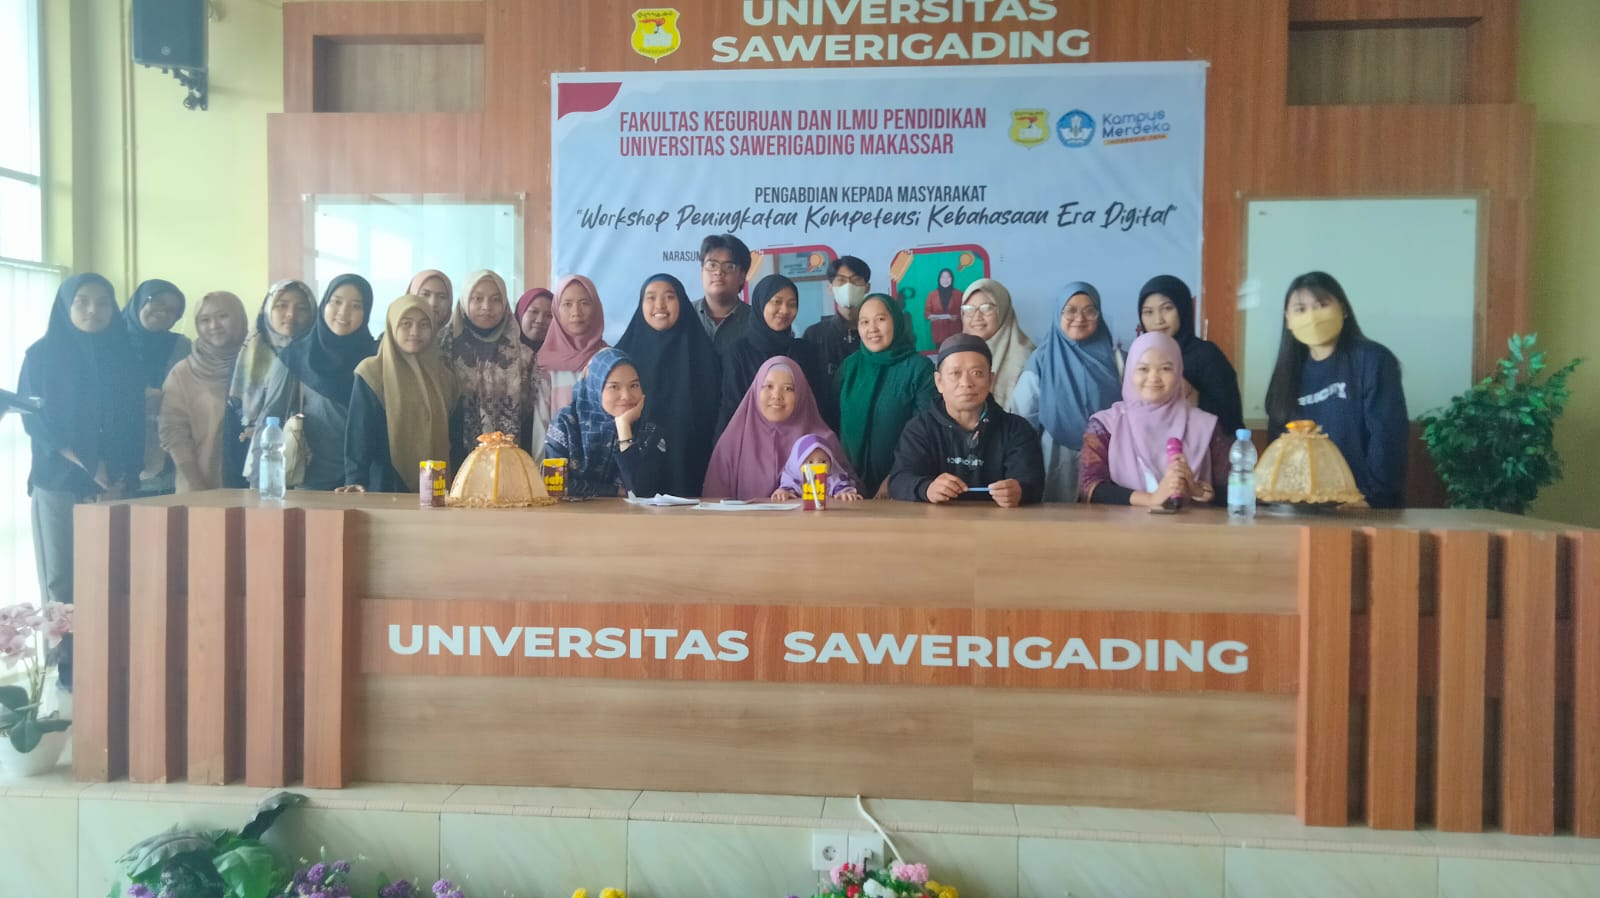 UNIVERSITAS
SAWERIGADING
FAKULTAS KEGURUAN DAN ILMU PENDIDIKAN
UNIVERSITAS SAWERIGADING MAKASSAR
Kampus
Merdeka
PENGABDIAN KEPADA MASYARAKAT
"Workshop Peningkatan Kompetensi Kebahasaan Era Digital"
UNIVERSITAS SAWERIGADING